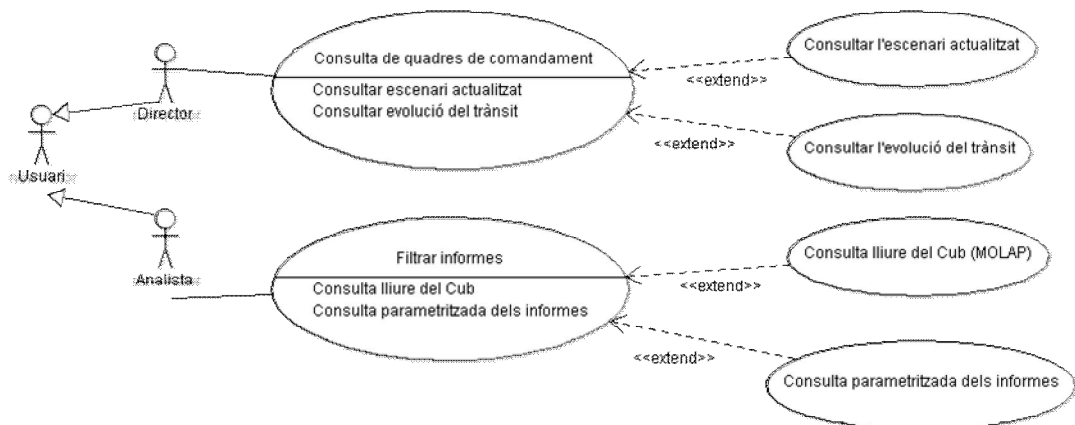 Consulta de quadres de comandament
Consultar escenari actualitzat
Consultar evolució del trànsit
Consultar l'escenari actualitzat
<<extend>>
Director
<<extend>>
Consultar l'evolució del trànsit
Usuari
Analista
Filtrar informes
Consulta lliure del Cub
Consulta parametritzada dels informes
Consulta lliure del Cub (MOLAP)
<<extend>>
<<extend>>
Consulta parametritzada dels informes